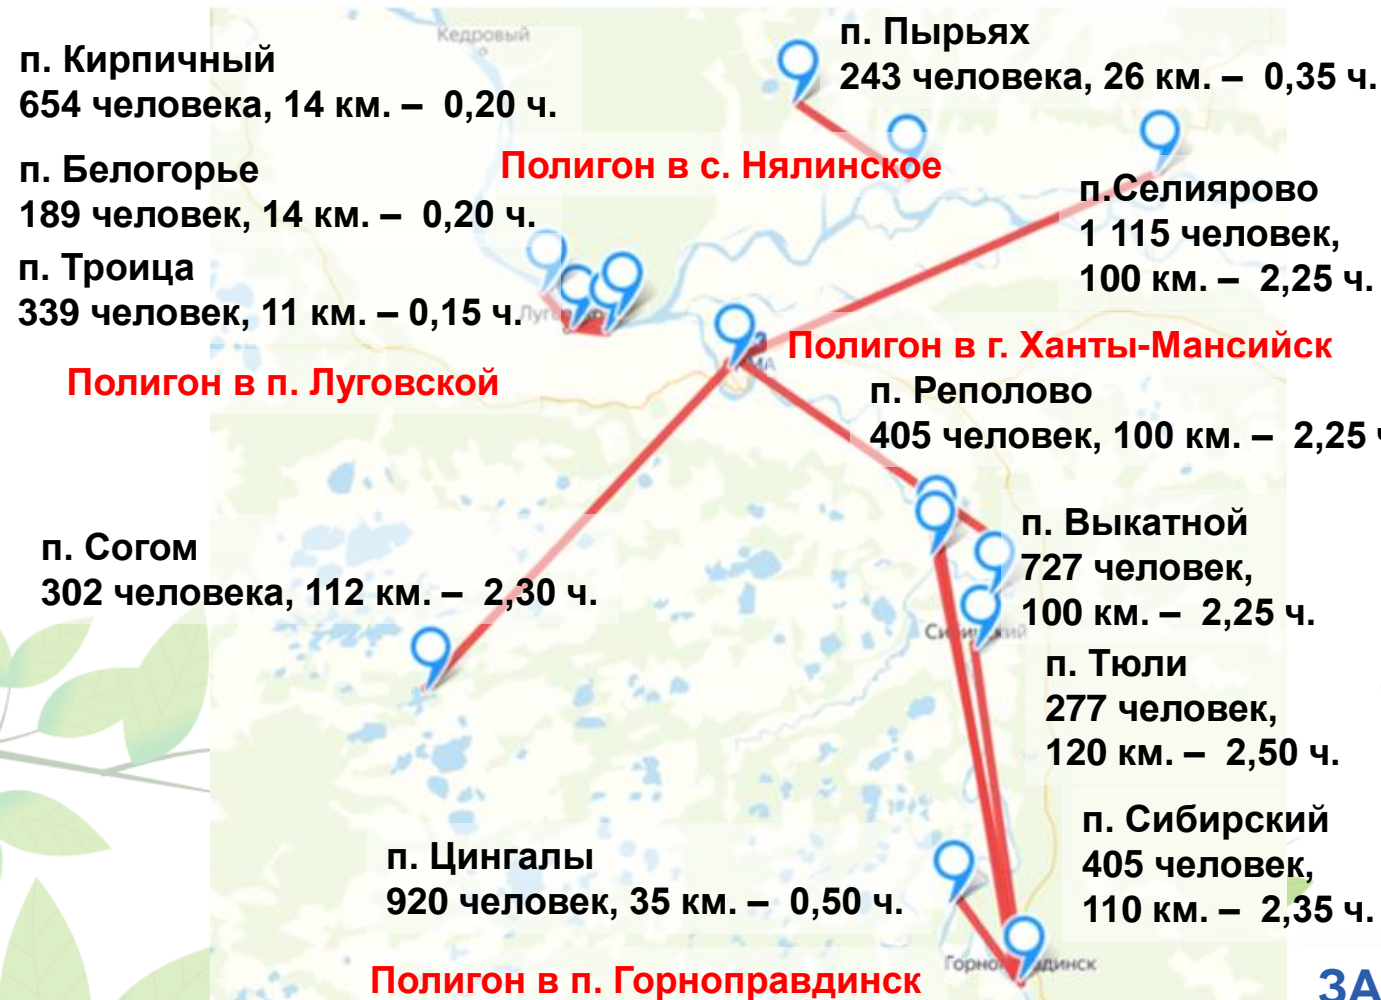 Кедровый
п. Кирпичный
654 человека, 14 км. – 0,20 ч.
п. Пырьях
243 человека, 26 км. – 0,35 ч.
п. Белогорье
189 человек, 14 км. – 0,20 ч.
Полигон в с. Нялинское
п.Селиярово
1 115 человек,
100 км. – 2,25 ч.
п. Троица
339 человек, 11 км. – 0,15 ч.
Полигон в п. Луговской
Полигон в г. Ханты-Мансийск
п. Реполово
405 человек, 100 км. – 2,25
п. Согом
302 человека, 112 км. – 2,30 ч.
п. Выкатной
727 человек,
100 км. – 2,25 ч.
п. Тюли
277 человек,
120 км. – 2,50 ч.
п. Сибирский
405 человек,
110 км. – 2,35 ч.
п. Цингалы
920 человек, 35 км. – 0,50 ч.
Полигон в п. Горноправдинск
ЗА